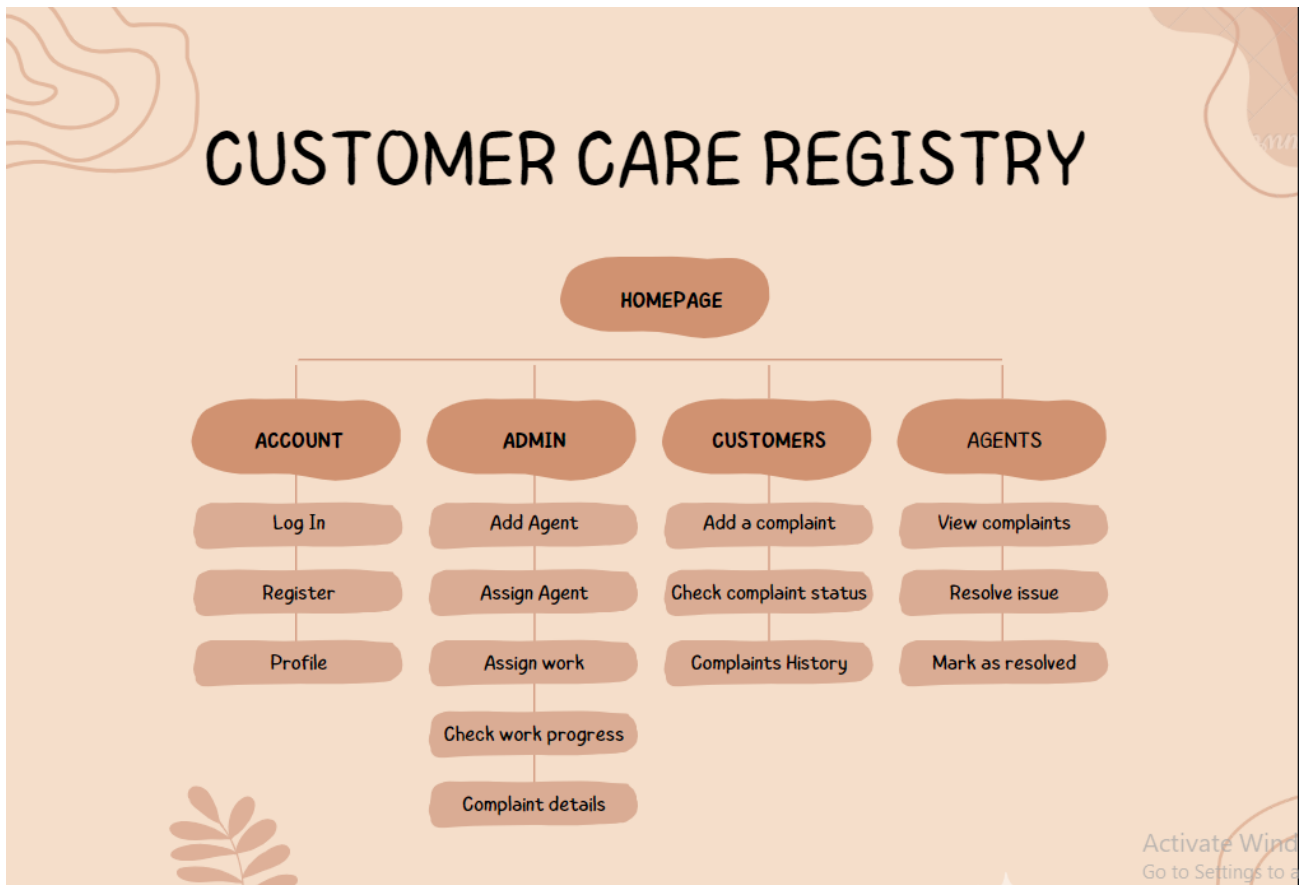 CUSTOMER CARE REGISTRY
HOMEPAGE
ACCOUNT
ADMIN
CUSTOMERS
AGENTS
Log In
Add Agent
Add a complaint
View complaints
Register
Assign Agent
Check complaint status
Resolve issue
Profile
Assign work
Complaints History
Mark as resolved
Check work progress
Complaint details
Activate Wind
Go to Settings to a